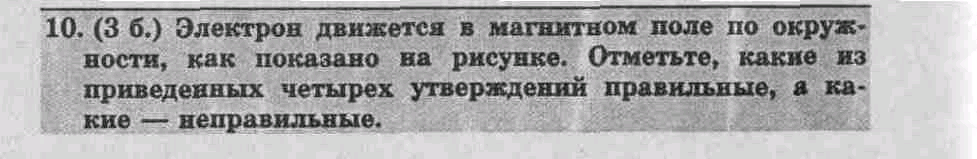 10. (3 б.) Электрон движется в магнитном поле по окруж-
ности, как показано на рисунке. Отметьте, какие из
приведенных четырех утверждений правильные, а ка-
кие — неправильные.